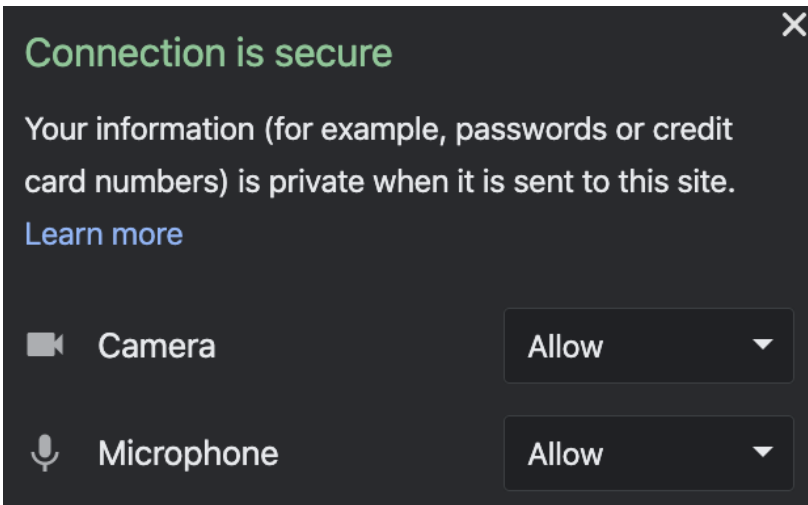 Connection is secure
Your information (for example, passwords or credit
card numbers) is private when it is sent to this site.
Learn more
Camera Allow
Microphone Allow